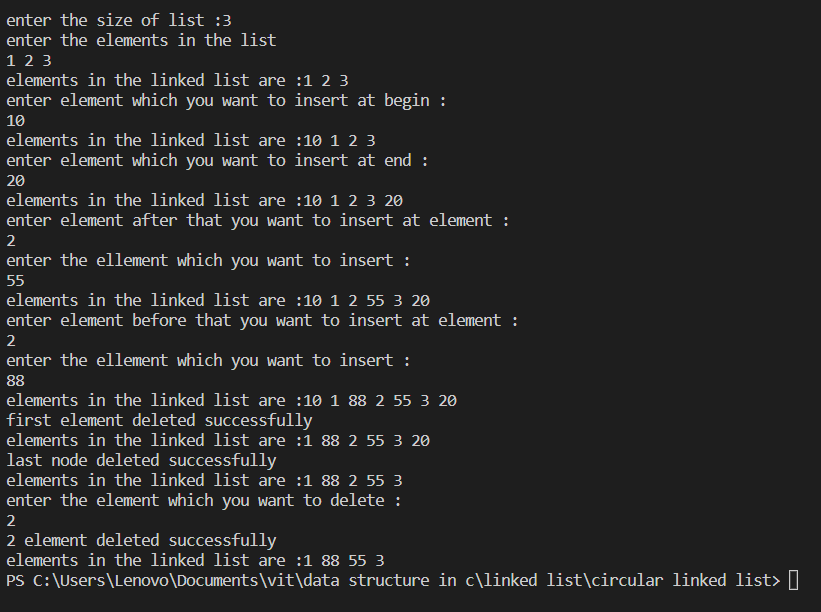 enter the size of list :3
enter the elements in the list
1 2 3
elements in the linked list are :1 2 3
enter element which you want to insert at begin :
10
elements in the linked list are :10 1 2 3
enter element which you want to insert at end :
20
elements in the linked list are :10 1 2 3 20
enter element after that you want to insert at element :
2
enter the ellement which you want to insert :
55
elements in the linked list are :10 1 2 55 3 20
enter element before that you want to insert at element :
2
enter the ellement which you want to insert :
88
elements in the linked list are :10 1 88 2 55 3 20
first element deleted successfully
elements in the linked list are :1 88 2 55 3 20
last node deleted successfully
elements in the linked list are :1 88 2 55 3
enter the element which you want to delete :
2
2 element deleted successfully
elements in the linked list are :1 88 55 3
PS C:\Users\Lenovo\Documents\vit\data structure in c\linked list\circular linked list>